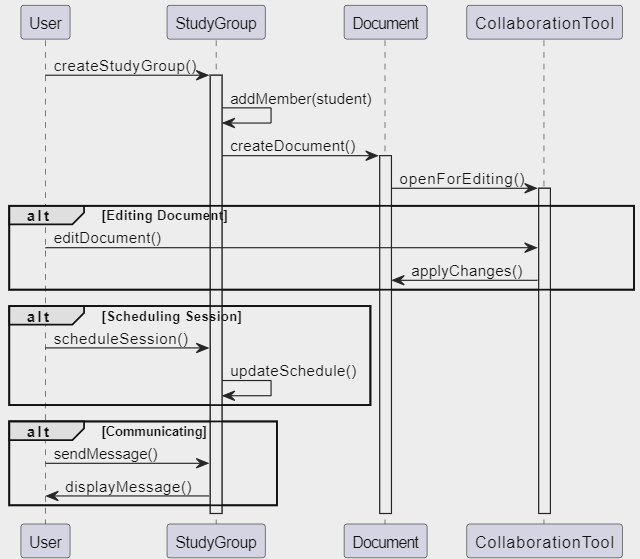 User StudyGroup Document CollaborationTool
createStudyGroup()
addMember(student)
createDocument()
openForEditing()
alt [Editing Document]
editDocument()
applyChanges()
alt [Scheduling Session]
scheduleSession()
updateSchedule()
alt [Communicating]
sendMessage()
displayMessage()
User StudyGroup Document CollaborationTool